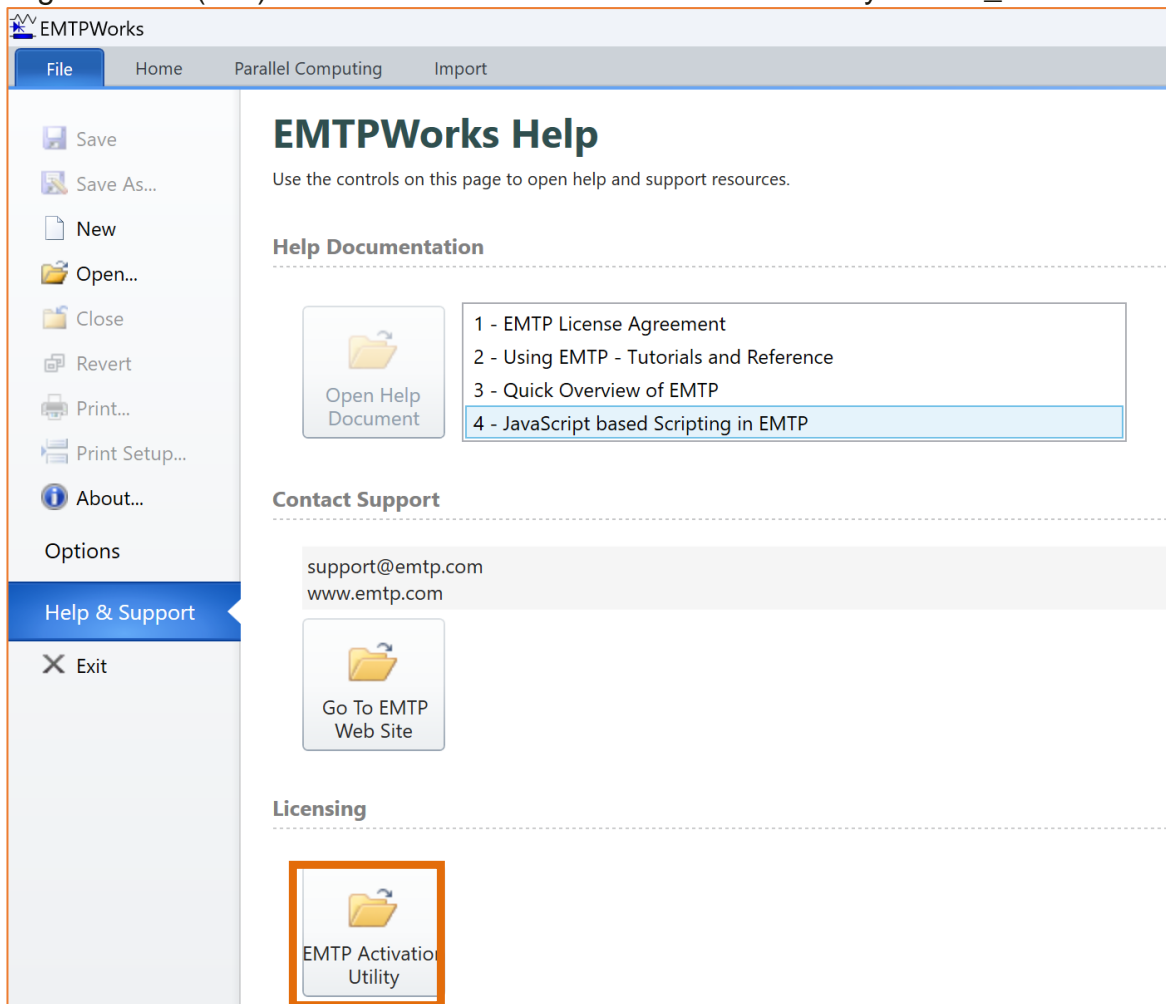 EMTPWorks
File Home Parallel Computing Import
EMTPWorks Help
Use the controls on this page to open help and support resources.
Save
Save As...
New
Open...
Close
Revert
Print...
Print Setup...
About...
Options
Help & Support
Exit
Help Documentation
Open Help
Document
1 - EMTP License Agreement
2 - Using EMTP - Tutorials and Reference
3 - Quick Overview of EMTP
4 - JavaScript based Scripting in EMTP
Contact Support
support@emtp.com
www.emtp.com
Go To EMTP
Web Site
Licensing
EMTP Activation
Utility